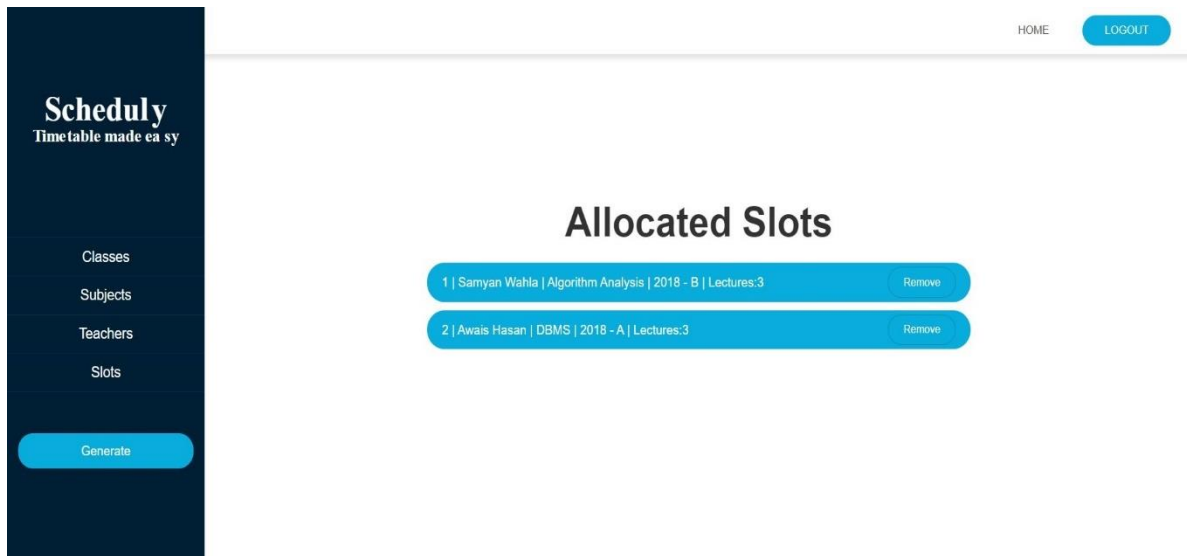 HOME
LOGOUT
Scheduly
Timetable made ea sy
Classes
Subjects
Teachers
Slots
Generate
Allocated Slots
1 | Samyan Wahla | Algorithm Analysis | 2018 - B | Lectures:3
Remove
2 | Awais Hasan | DBMS | 2018 - A | Lectures:3
Remove